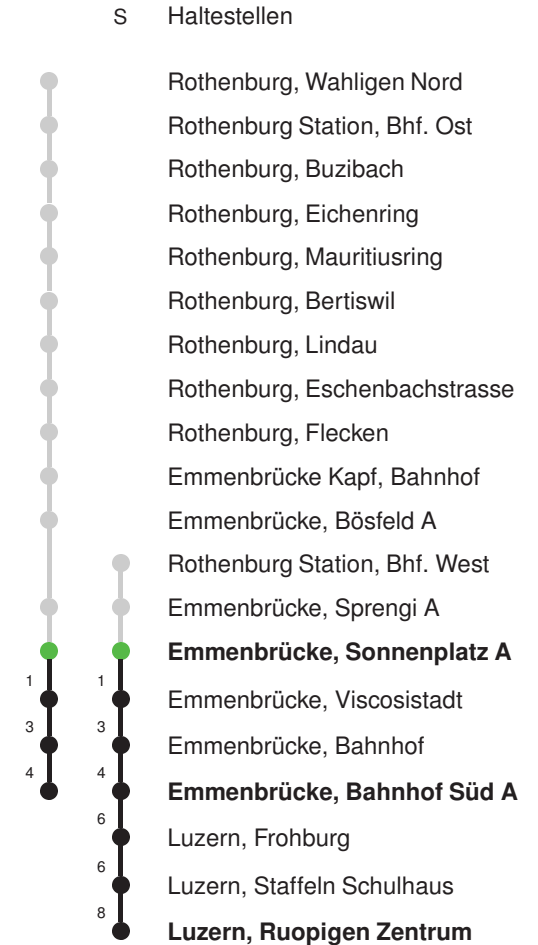 S Haltestellen
Rothenburg, Wahligen Nord
Rothenburg Station, Bhf. Ost
Rothenburg, Buzibach
Rothenburg, Eichenring
Rothenburg, Mauritiusring
Rothenburg, Bertiswil
Rothenburg, Lindau
Rothenburg, Eschenbachstrasse
Rothenburg, Flecken
Emmenbrücke Kapf, Bahnhof
Emmenbrücke, Bösfeld A
Rothenburg Station, Bhf. West
Emmenbrücke, Sprengi A
Emmenbrücke, Sonnenplatz A
1 1 Emmenbrücke, Viscosistadt
3 3 Emmenbrücke, Bahnhof
4 4 Emmenbrücke, Bahnhof Süd A
6 Luzern, Frohburg
6 Luzern, Staffeln Schulhaus
8 Luzern, Ruopigen Zentrum